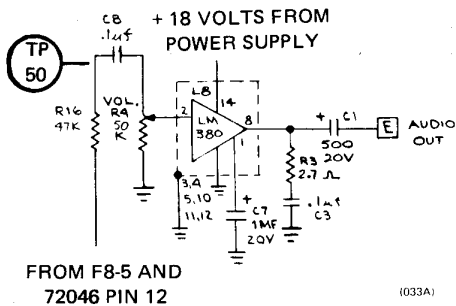 + 18 VOLTS FROM
POWER SUPPLY
TP
50
C8
.1uf
R16
47K
VOL.
R4
50
K
L8
LM
380
2
14
8
1
3,4
5,10
11,12
+ C7
1MF
20V
+ C1
500
20V
R3
2.7 Ω
.1uf
C3
E AUDIO
OUT
FROM F8-5 AND
72046 PIN 12
(033A)